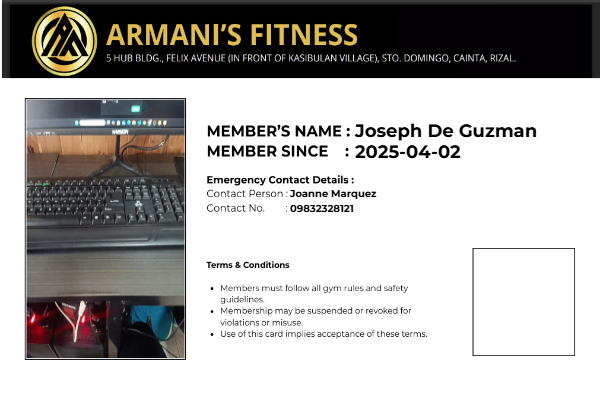 ARMANI'S FITNESS
5 HUB BLDG., FELIX AVENUE (IN FRONT OF KASIBULAN VILLAGE), STO. DOMINGO, CAINTA, RIZAL.
MEMBER'S NAME : Joseph De Guzman
MEMBER SINCE : 2025-04-02
Emergency Contact Details :
Contact Person : Joanne Marquez
Contact No. : 09832328121
Terms & Conditions
Members must follow all gym rules and safety
guidelines.
Membership may be suspended or revoked for
violations or misuse.
Use of this card implies acceptance of these terms.